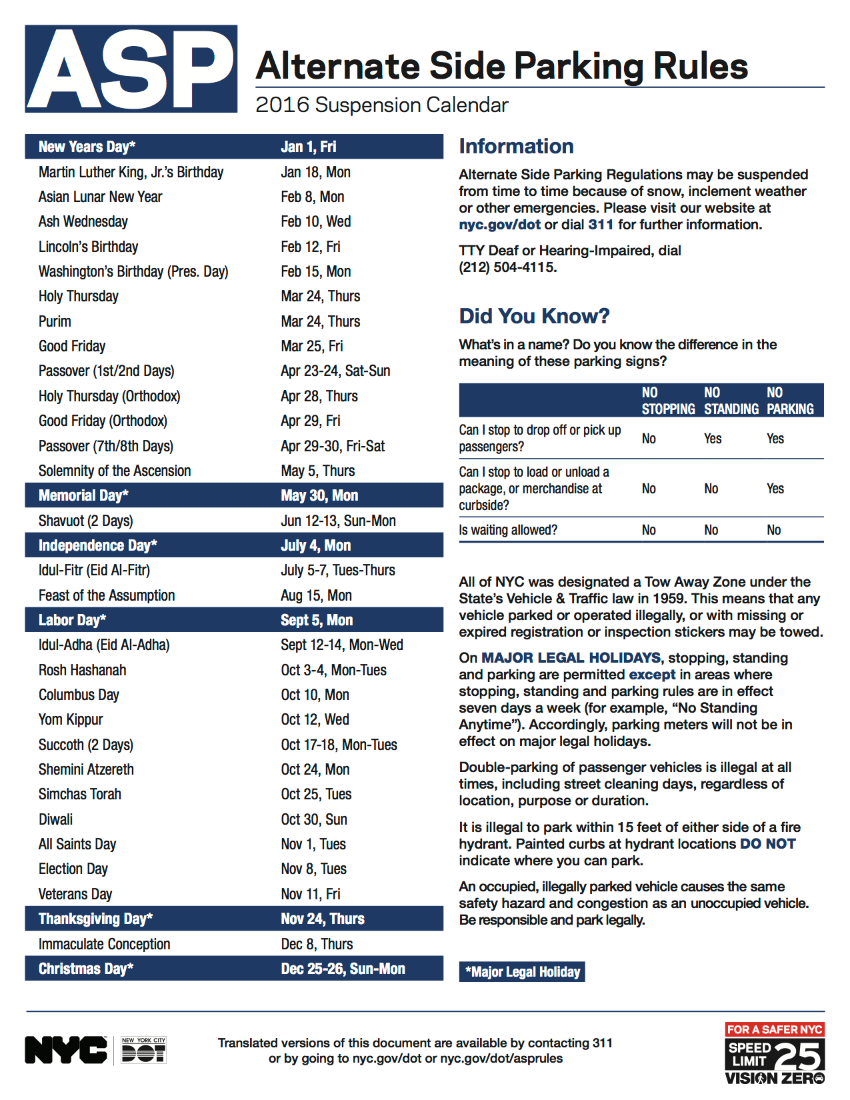 ASP
Alternate Side Parking Rules
2016 Suspension Calendar
New Years Day* Jan 1, Fri
Martin Luther King, Jr.'s Birthday Jan 18, Mon
Asian Lunar New Year Feb 8, Mon
Ash Wednesday Feb 10, Wed
Lincoln's Birthday Feb 12, Fri
Washington's Birthday (Pres. Day) Feb 15, Mon
Holy Thursday Mar 24, Thurs
Purim Mar 24, Thurs
Good Friday Mar 25, Fri
Passover (1st/2nd Days) Apr 23-24, Sat-Sun
Holy Thursday (Orthodox) Apr 28, Thurs
Good Friday (Orthodox) Apr 29, Fri
Passover (7th/8th Days) Apr 29-30, Fri-Sat
Solemnity of the Ascension May 5, Thurs
Memorial Day* May 30, Mon
Shavuot (2 Days) Jun 12-13, Sun-Mon
Independence Day* July 4, Mon
Idul-Fitr (Eid Al-Fitr) July 5-7, Tues-Thurs
Feast of the Assumption Aug 15, Mon
Labor Day* Sept 5, Mon
Idul-Adha (Eid Al-Adha) Sept 12-14, Mon-Wed
Rosh Hashanah Oct 3-4, Mon-Tues
Columbus Day Oct 10, Mon
Yom Kippur Oct 12, Wed
Succoth (2 Days) Oct 17-18, Mon-Tues
Shemini Atzereth Oct 24, Mon
Simchas Torah Oct 25, Tues
Diwali Oct 30, Sun
All Saints Day Nov 1, Tues
Election Day Nov 8, Tues
Veterans Day Nov 11, Fri
Thanksgiving Day* Nov 24, Thurs
Immaculate Conception Dec 8, Thurs
Christmas Day* Dec 25-26, Sun-Mon
Information
Alternate Side Parking Regulations may be suspended
from time to time because of snow, inclement weather
or other emergencies. Please visit our website at
nyc.gov/dot or dial 311 for further information.
TTY Deaf or Hearing-Impaired, dial
(212) 504-4115.
Did You Know?
What's in a name? Do you know the difference in the
meaning of these parking signs?
NO NO NO
STOPPING STANDING PARKING
Can I stop to drop off or pick up
passengers? No Yes Yes
Can I stop to load or unload a
package, or merchandise at No No Yes
curbside?
Is waiting allowed? No No No
All of NYC was designated a Tow Away Zone under the
State's Vehicle & Traffic law in 1959. This means that any
vehicle parked or operated illegally, or with missing or
expired registration or inspection stickers may be towed.
On MAJOR LEGAL HOLIDAYS, stopping, standing
and parking are permitted except in areas where
stopping, standing and parking rules are in effect
seven days a week (for example, “No Standing
Anytime”). Accordingly, parking meters will not be in
effect on major legal holidays.
Double-parking of passenger vehicles is illegal at all
times, including street cleaning days, regardless of
location, purpose or duration.
It is illegal to park within 15 feet of either side of a fire
hydrant. Painted curbs at hydrant locations DO NOT
indicate where you can park.
An occupied, illegally parked vehicle causes the same
safety hazard and congestion as an unoccupied vehicle.
Be responsible and park legally.
*Major Legal Holiday
NYC
NEW YORK CITY
DOT
Translated versions of this document are available by contacting 311
or by going to nyc.gov/dot or nyc.gov/dot/asprules
FOR A SAFER NYC
SPEED LIMIT 25
VISION ZERO